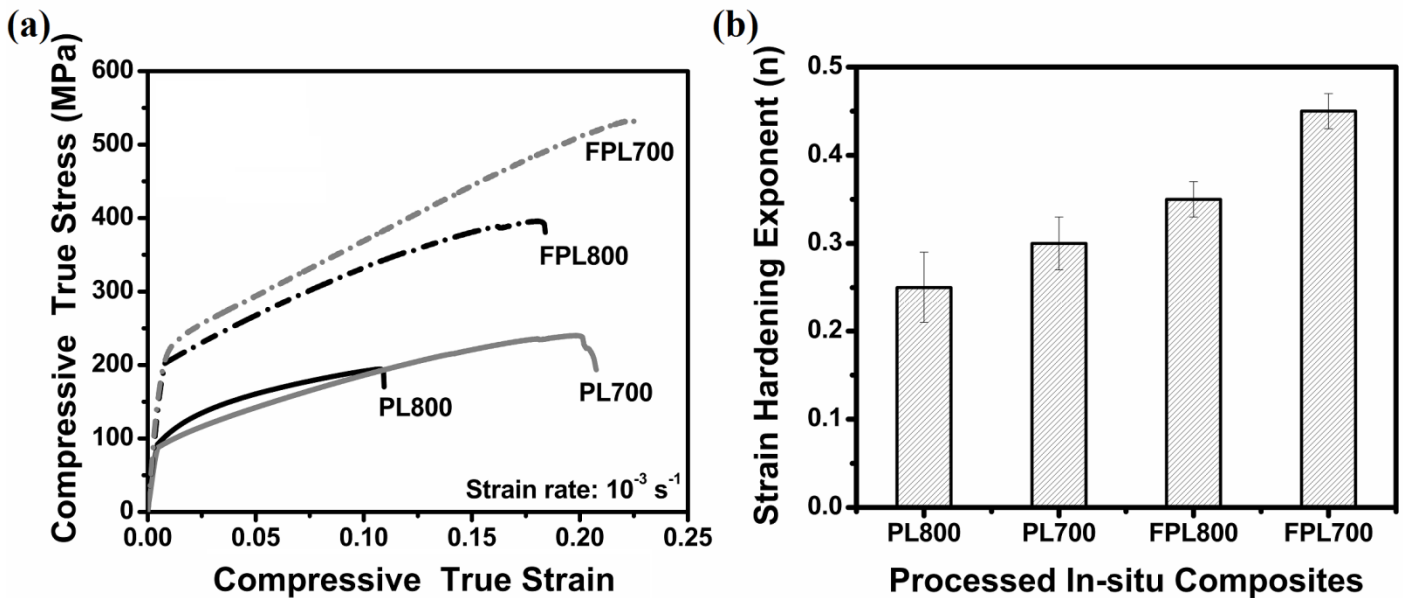 (a)
Compressive True Stress (MPa)
600
500
400
300
200
100
0
FPL700
FPL800
PL700
PL800
Strain rate: 10⁻³ s⁻¹
0.00 0.05 0.10 0.15 0.20 0.25
Compressive True Strain
(b)
Strain Hardening Exponent (n)
0.5
0.4
0.3
0.2
0.1
0.0
PL800 PL700 FPL800 FPL700
Processed In-situ Composites